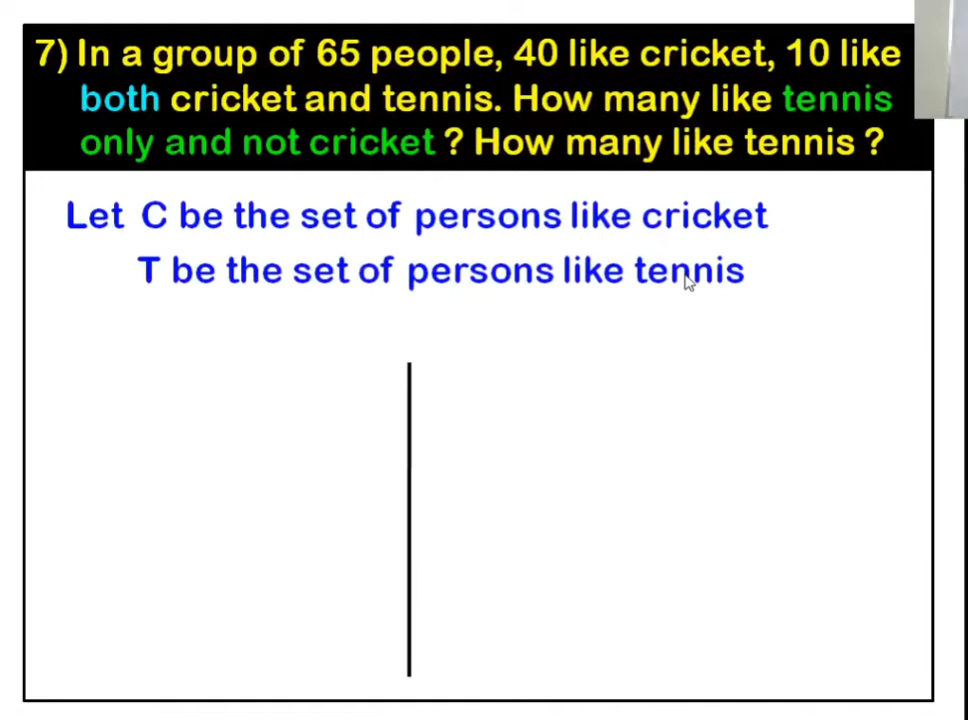 7) In a group of 65 people, 40 like cricket, 10 like
both cricket and tennis. How many like tennis
only and not cricket ? How many like tennis ?
Let C be the set of persons like cricket
T be the set of persons like tennis